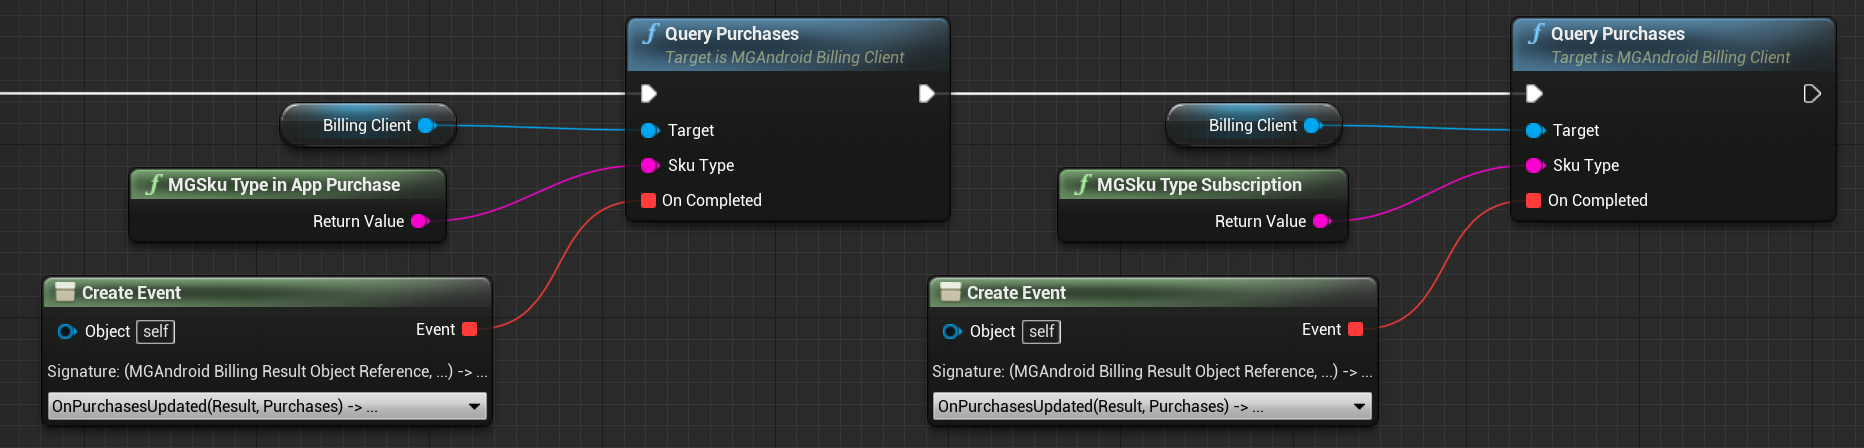 Query Purchases
Target is MGAndroid Billing Client
Billing Client
Target
Sku Type
On Completed
MGSku Type in App Purchase
Return Value
Create Event
Object self
Event
Signature: (MGAndroid Billing Result Object Reference, ...) -> ...
OnPurchasesUpdated(Result, Purchases) -> ...
Query Purchases
Target is MGAndroid Billing Client
Billing Client
Target
Sku Type
On Completed
MGSku Type Subscription
Return Value
Create Event
Object self
Event
Signature: (MGAndroid Billing Result Object Reference, ...) -> ...
OnPurchasesUpdated(Result, Purchases) -> ...